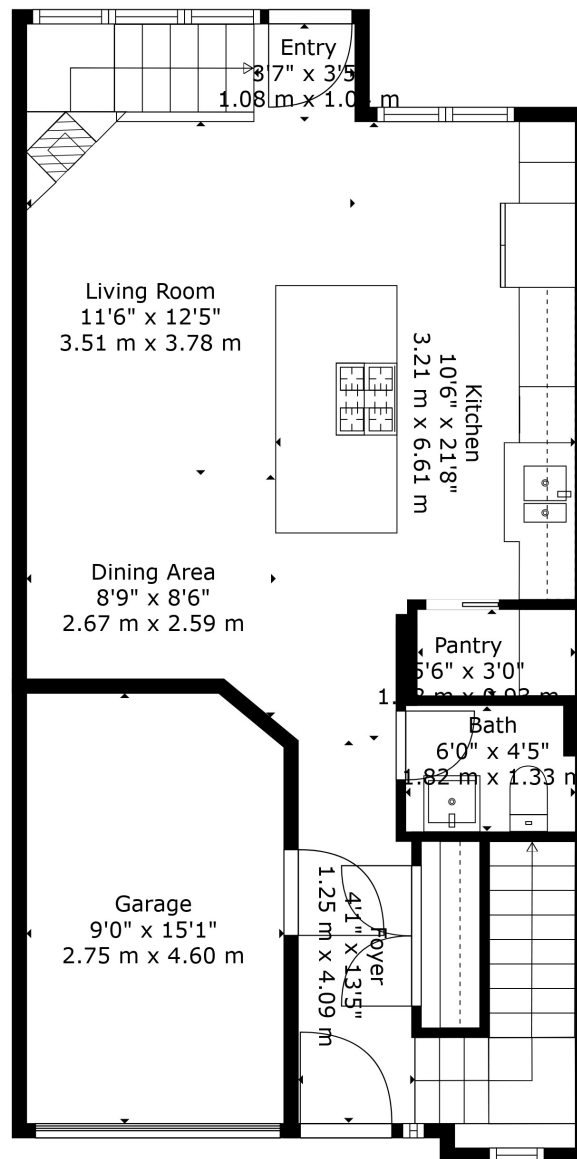 Entry
3'7" x 3'5"
1.08 m x 1.0 m
Living Room
11'6" x 12'5"
3.51 m x 3.78 m
Kitchen
10'6" x 21'8"
3.21 m x 6.61 m
Dining Area
8'9" x 8'6"
2.67 m x 2.59 m
Pantry
5'6" x 3'0"
m x 0.93 m
Bath
6'0" x 4'5"
1.82 m x 1.33 m
Garage
9'0" x 15'1"
2.75 m x 4.60 m
Foyer
4'1" x 13'5"
1.25 m x 4.09 m